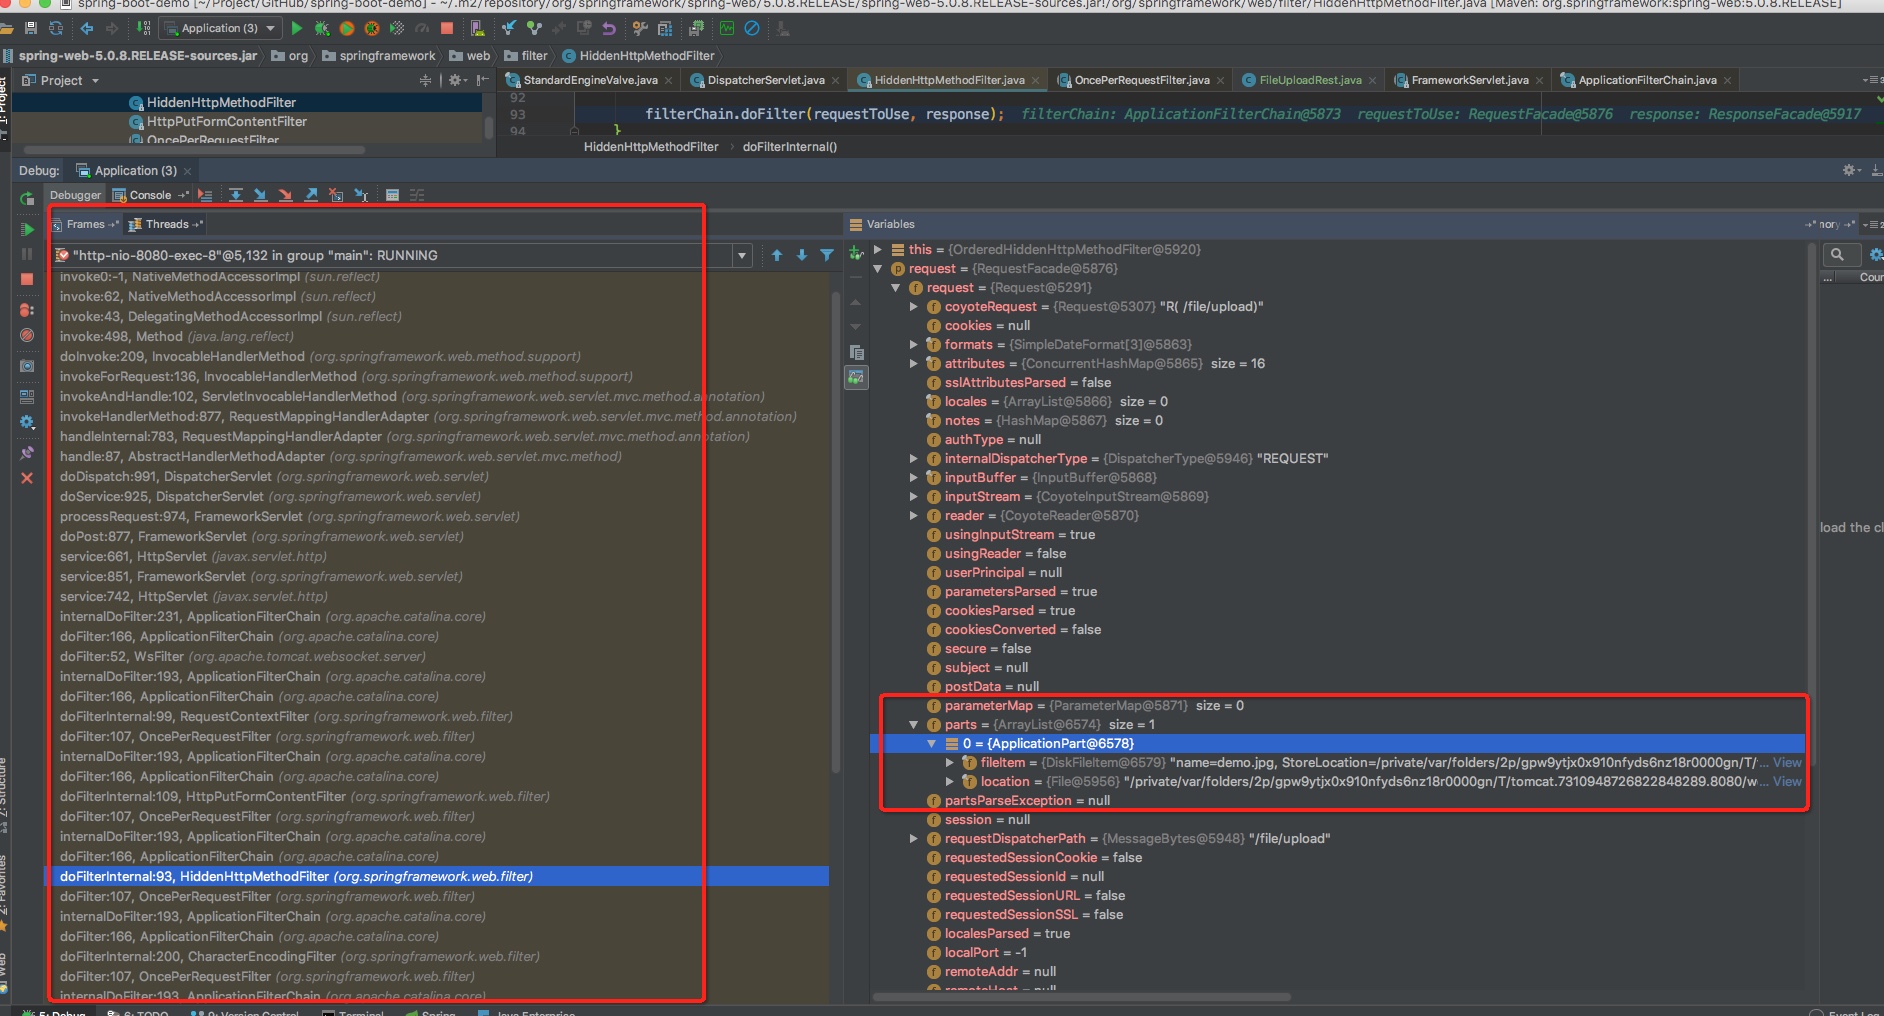 spring-boot-demo [~/Project/GitHub/spring-boot-demo] - ~/.m2/repository/org/springframework/spring-web/5.0.8.RELEASE/spring-web-5.0.8.RELEASE-sources.jar!/org/springframework/web/filter/HiddenHttpMethodFilter.java [Maven: org.springframework:spring-web:5.0.8.RELEASE]
Application (3)
spring-web-5.0.8.RELEASE-sources.jar org springframework web filter HiddenHttpMethodFilter
Project
StandardEngineValve.java DispatcherServlet.java HiddenHttpMethodFilter.java OncePerRequestFilter.java FileUploadRest.java FrameworkServlet.java ApplicationFilterChain.java
1: Project
HiddenHttpMethodFilter
HttpPutFormContentFilter
OncePerRequestFilter
92
93 filterChain.doFilter(requestToUse, response); filterChain: ApplicationFilterChain@5873 requestToUse: RequestFacade@5876 response: ResponseFacade@5917
94 }
HiddenHttpMethodFilter › doFilterInternal()
Debug: Application (3)
Debugger Console
Frames Threads
"http-nio-8080-exec-8"@5,132 in group "main": RUNNING
invoke0:-1, NativeMethodAccessorImpl (sun.reflect)
invoke:62, NativeMethodAccessorImpl (sun.reflect)
invoke:43, DelegatingMethodAccessorImpl (sun.reflect)
invoke:498, Method (java.lang.reflect)
doInvoke:209, InvocableHandlerMethod (org.springframework.web.method.support)
invokeForRequest:136, InvocableHandlerMethod (org.springframework.web.method.support)
invokeAndHandle:102, ServletInvocableHandlerMethod (org.springframework.web.servlet.mvc.method.annotation)
invokeHandlerMethod:877, RequestMappingHandlerAdapter (org.springframework.web.servlet.mvc.method.annotation)
handleInternal:783, RequestMappingHandlerAdapter (org.springframework.web.servlet.mvc.method.annotation)
handle:87, AbstractHandlerMethodAdapter (org.springframework.web.servlet.mvc.method)
doDispatch:991, DispatcherServlet (org.springframework.web.servlet)
doService:925, DispatcherServlet (org.springframework.web.servlet)
processRequest:974, FrameworkServlet (org.springframework.web.servlet)
doPost:877, FrameworkServlet (org.springframework.web.servlet)
service:661, HttpServlet (javax.servlet.http)
service:851, FrameworkServlet (org.springframework.web.servlet)
service:742, HttpServlet (javax.servlet.http)
internalDoFilter:231, ApplicationFilterChain (org.apache.catalina.core)
doFilter:166, ApplicationFilterChain (org.apache.catalina.core)
doFilter:52, WsFilter (org.apache.tomcat.websocket.server)
internalDoFilter:193, ApplicationFilterChain (org.apache.catalina.core)
doFilter:166, ApplicationFilterChain (org.apache.catalina.core)
doFilterInternal:99, RequestContextFilter (org.springframework.web.filter)
doFilter:107, OncePerRequestFilter (org.springframework.web.filter)
internalDoFilter:193, ApplicationFilterChain (org.apache.catalina.core)
doFilter:166, ApplicationFilterChain (org.apache.catalina.core)
doFilterInternal:109, HttpPutFormContentFilter (org.springframework.web.filter)
doFilter:107, OncePerRequestFilter (org.springframework.web.filter)
internalDoFilter:193, ApplicationFilterChain (org.apache.catalina.core)
doFilter:166, ApplicationFilterChain (org.apache.catalina.core)
doFilterInternal:93, HiddenHttpMethodFilter (org.springframework.web.filter)
doFilter:107, OncePerRequestFilter (org.springframework.web.filter)
internalDoFilter:193, ApplicationFilterChain (org.apache.catalina.core)
doFilter:166, ApplicationFilterChain (org.apache.catalina.core)
doFilterInternal:200, CharacterEncodingFilter (org.springframework.web.filter)
doFilter:107, OncePerRequestFilter (org.springframework.web.filter)
internalDoFilter:193, ApplicationFilterChain (org.apache.catalina.core)
Variables
this = {OrderedHiddenHttpMethodFilter@5920}
request = {RequestFacade@5876}
request = {Request@5291}
coyoteRequest = {Request@5307} "R( /file/upload)"
cookies = null
formats = {SimpleDateFormat[3]@5863}
attributes = {ConcurrentHashMap@5865} size = 16
sslAttributesParsed = false
locales = {ArrayList@5866} size = 0
notes = {HashMap@5867} size = 0
authType = null
internalDispatcherType = {DispatcherType@5946} "REQUEST"
inputBuffer = {InputBuffer@5868}
inputStream = {CoyoteInputStream@5869}
reader = {CoyoteReader@5870}
usingInputStream = true
usingReader = false
userPrincipal = null
parametersParsed = true
cookiesParsed = true
cookiesConverted = false
secure = false
subject = null
postData = null
parameterMap = {ParameterMap@5871} size = 0
parts = {ArrayList@6574} size = 1
0 = {ApplicationPart@6578}
fileItem = {DiskFileItem@6579} "name=demo.jpg, StoreLocation=/private/var/folders/2p/gpw9ytjx0x910nfyds6nz18r0000gn/T/ ... View
location = {File@5956} "/private/var/folders/2p/gpw9ytjx0x910nfyds6nz18r0000gn/T/tomcat.7310948726822848289.8080/w ... View
partsParseException = null
session = null
requestDispatcherPath = {MessageBytes@5948} "/file/upload"
requestedSessionCookie = false
requestedSessionId = null
requestedSessionURL = false
requestedSessionSSL = false
localesParsed = true
localPort = -1
remoteAddr = null
remoteHost = null
nory
... Cour
load the cl
7: Structure
2: Favorites
Web
5: Debug 6: TODO 9: Version Control Terminal Spring Java Enterprise Event Log